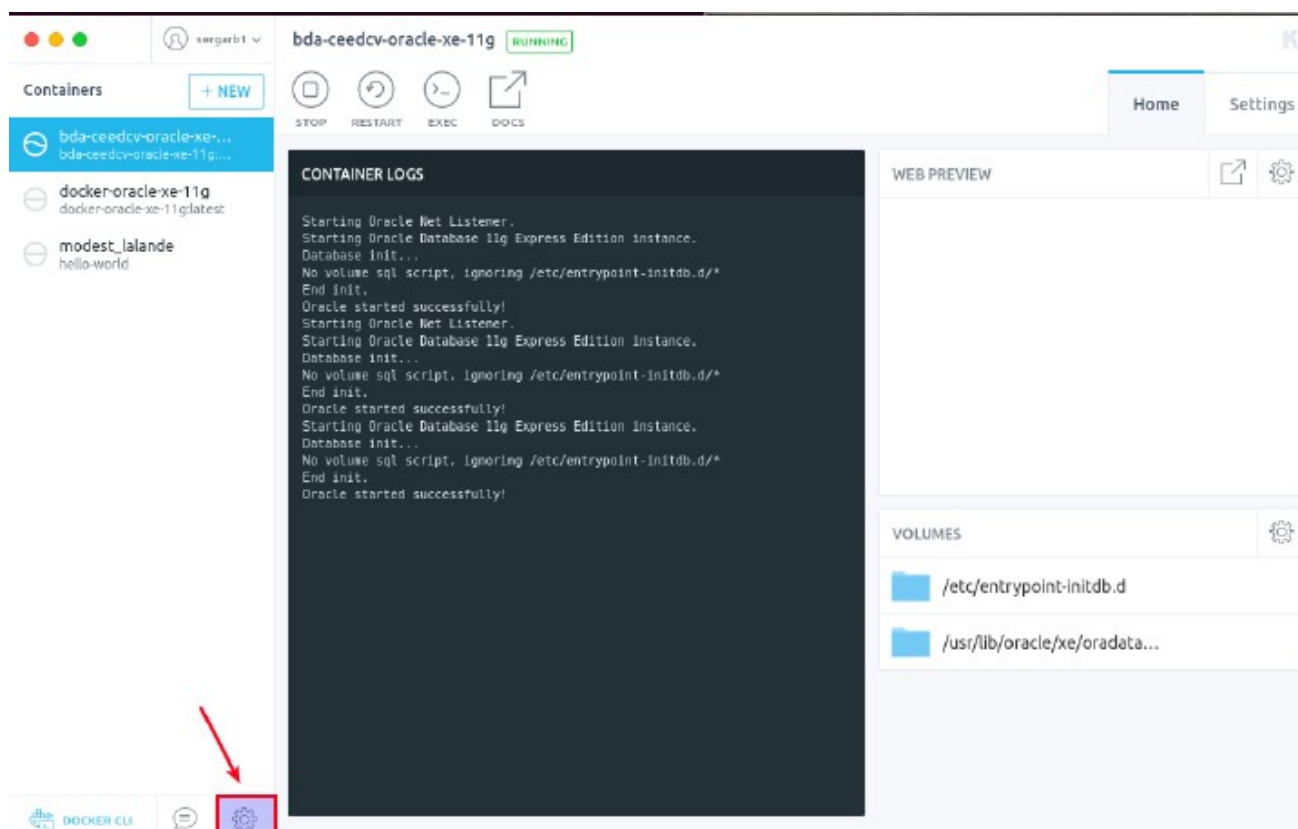 sergarb1
bda-ceedcv-oracle-xe-11g RUNNING
K
Containers
+ NEW
STOP RESTART EXEC DOCS
Home Settings
bda-ceedcv-oracle-xe-...
bda-ceedcv-oracle-xe-11g:...
docker-oracle-xe-11g
docker-oracle-xe-11g:latest
modest_lalande
hello-world
CONTAINER LOGS
Starting Oracle Net Listener.
Starting Oracle Database 11g Express Edition instance.
Database init...
No volume sql script, ignoring /etc/entrypoint-initdb.d/*
End init.
Oracle started successfully!
Starting Oracle Net Listener.
Starting Oracle Database 11g Express Edition instance.
Database init...
No volume sql script, ignoring /etc/entrypoint-initdb.d/*
End init.
Oracle started successfully!
Starting Oracle Database 11g Express Edition instance.
Database init...
No volume sql script, ignoring /etc/entrypoint-initdb.d/*
End init.
Oracle started successfully!
WEB PREVIEW
VOLUMES
/etc/entrypoint-initdb.d
/usr/lib/oracle/xe/oradata...
DOCKER CLI